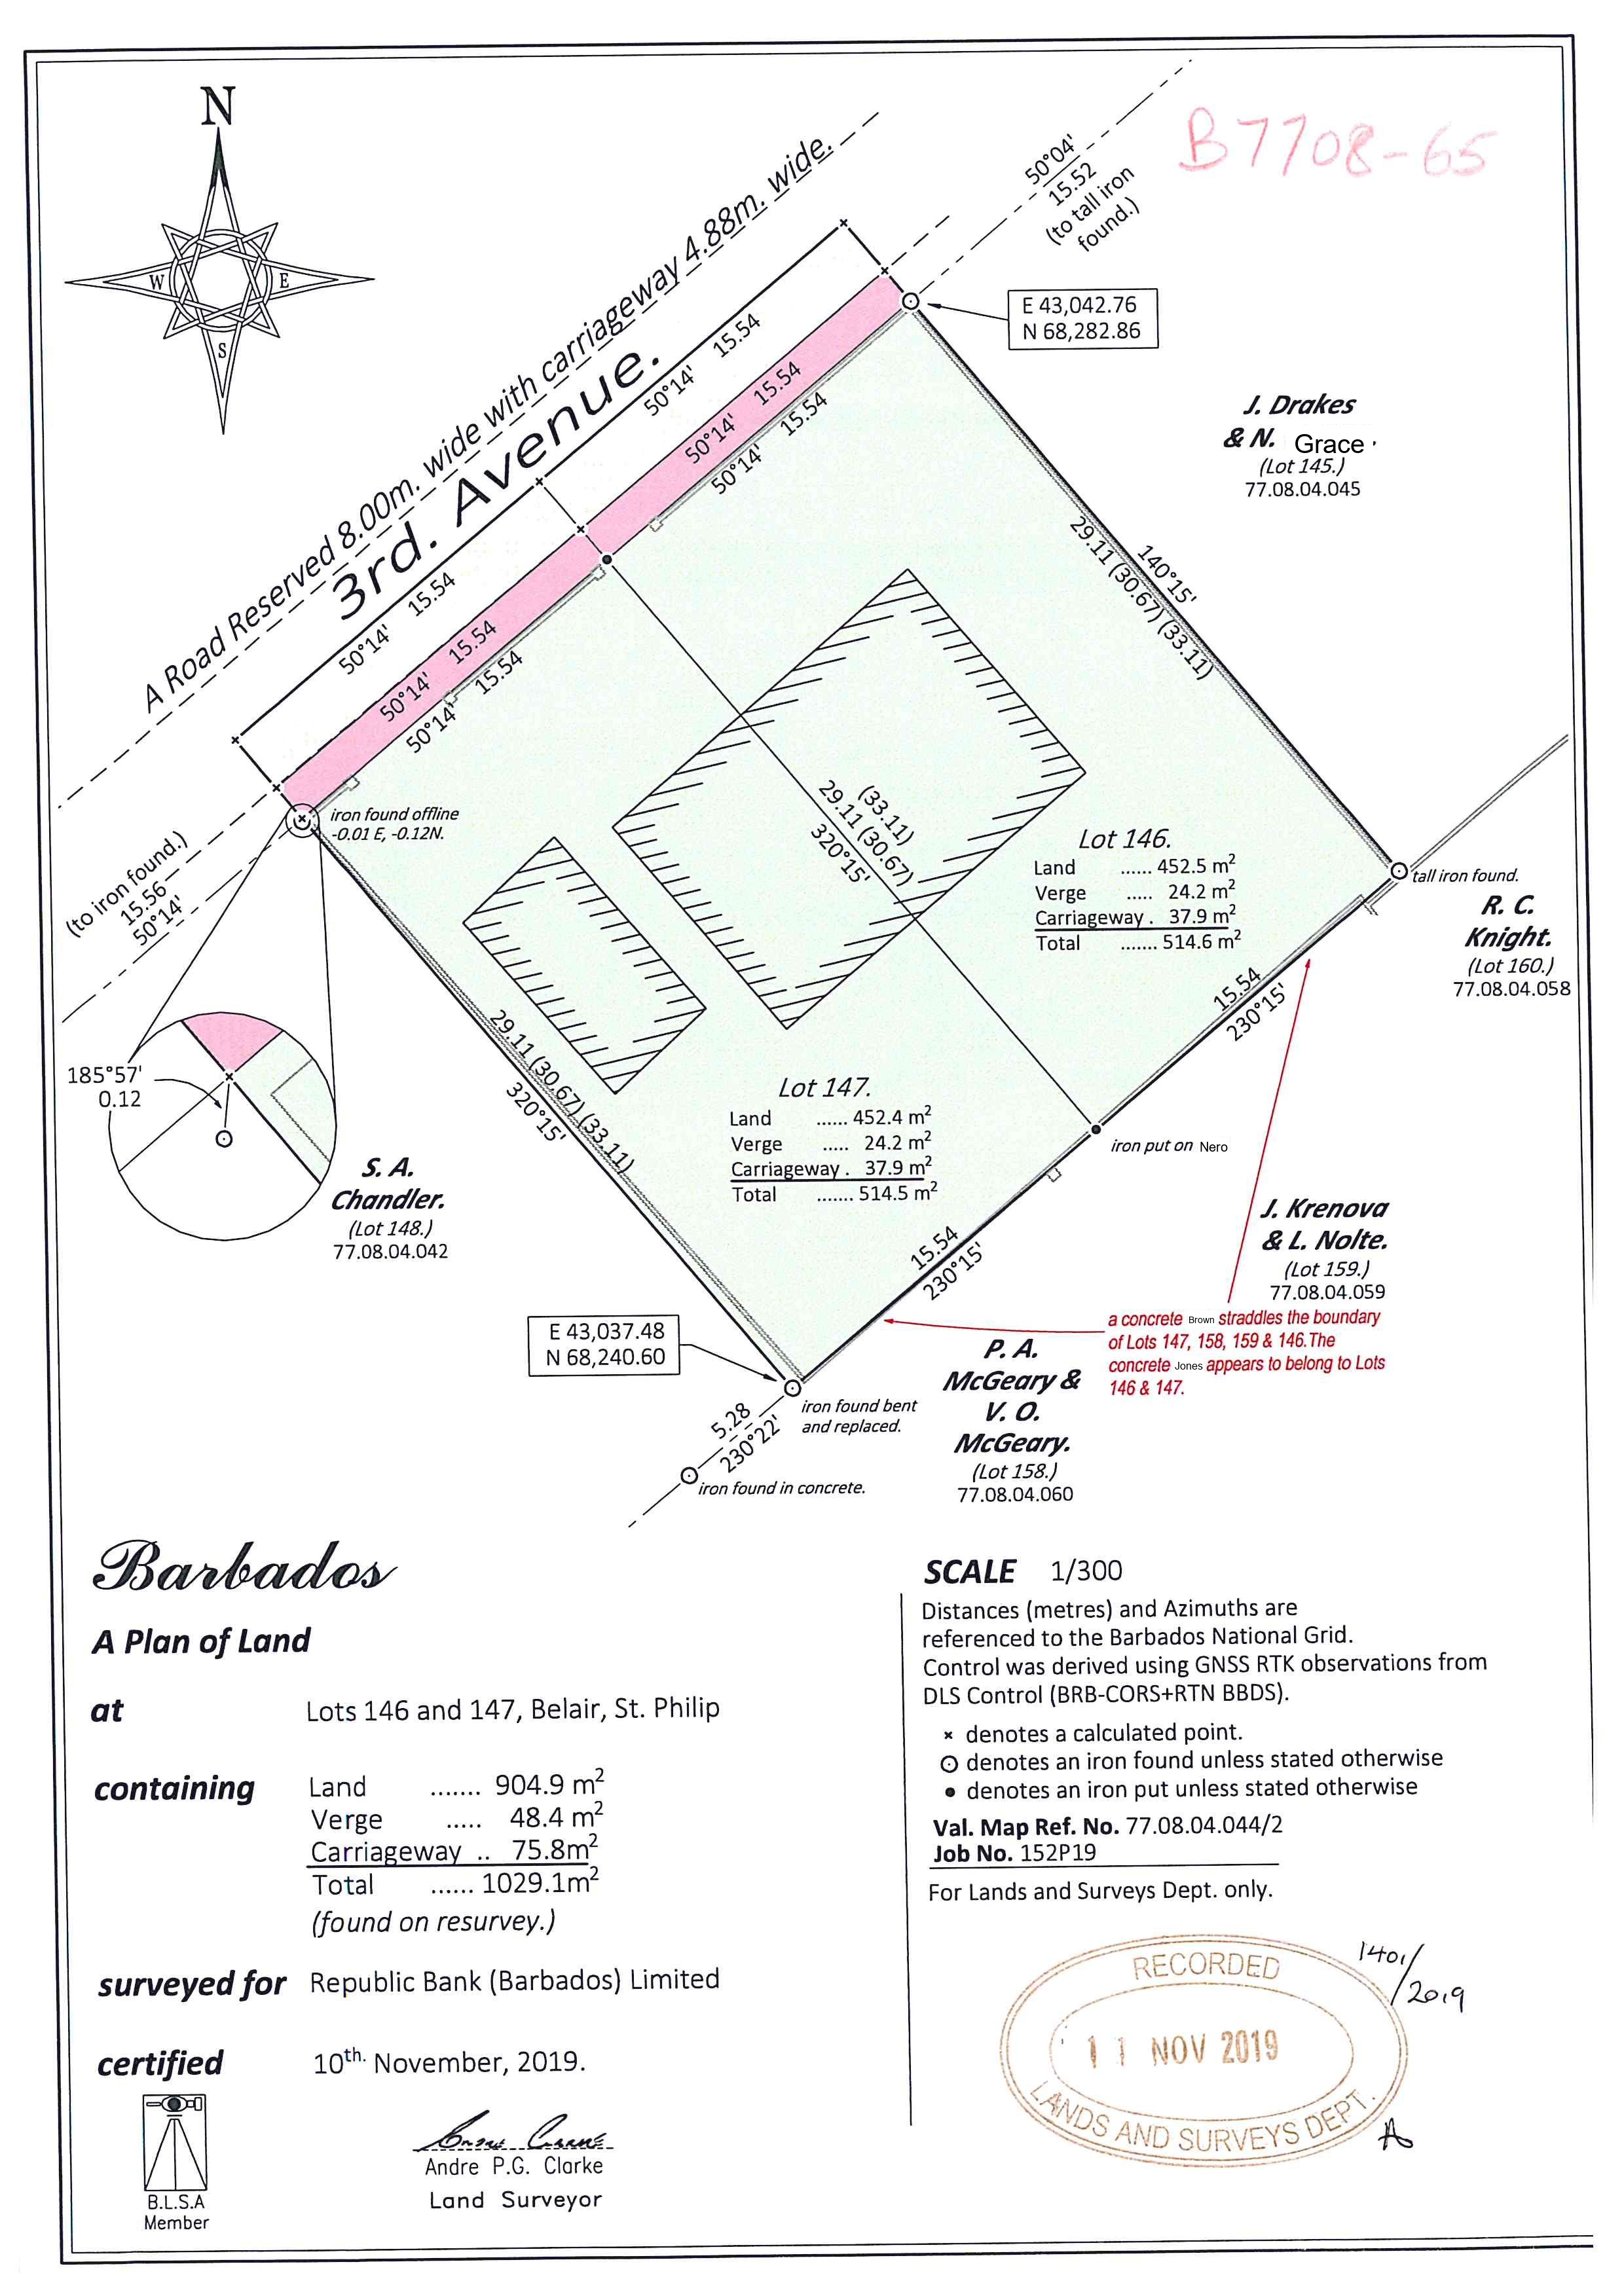 N
W
E
S
B7708-65
50°04'
15.52
(to tall iron
found.)
A Road Reserved 8.00m. wide with carriageway 4.88m. wide.
3rd. Avenue.
50°14' 15.54
50°14' 15.54
50°14' 15.54
50°14' 15.54
50°14' 15.54
50°14' 15.54
E 43,042.76
N 68,282.86
J. Drakes
& N. Grace
(Lot 145.)
77.08.04.045
140°15'
29.11 (30.67) (33.11)
iron found offline
-0.01 E, -0.12N.
(to iron found.)
15.56
50°14'
(33.11)
29.11 (30.67)
320°15'
Lot 146.
Land ...... 452.5 m²
Verge ..... 24.2 m²
Carriageway . 37.9 m²
Total ....... 514.6 m²
tall iron found.
R. C.
Knight.
(Lot 160.)
77.08.04.058
15.54
230°15'
185°57'
0.12
29.11 (30.67) (33.11)
320°15'
Lot 147.
Land ...... 452.4 m²
Verge ..... 24.2 m²
Carriageway . 37.9 m²
Total ....... 514.5 m²
iron put on Nero
S. A.
Chandler.
(Lot 148.)
77.08.04.042
J. Krenova
& L. Nolte.
(Lot 159.)
77.08.04.059
15.54
230°15'
a concrete Brown straddles the boundary
of Lots 147, 158, 159 & 146.The
concrete Jones appears to belong to Lots
146 & 147.
E 43,037.48
N 68,240.60
P. A.
McGeary &
V. O.
McGeary.
(Lot 158.)
77.08.04.060
iron found bent
and replaced.
5.28
230°22'
iron found in concrete.
Barbados
A Plan of Land
at Lots 146 and 147, Belair, St. Philip
containing Land ....... 904.9 m²
Verge ..... 48.4 m²
Carriageway .. 75.8m²
Total ...... 1029.1m²
(found on resurvey.)
surveyed for Republic Bank (Barbados) Limited
certified 10th. November, 2019.
Andre P.G. Clarke
Land Surveyor
B.L.S.A
Member
SCALE 1/300
Distances (metres) and Azimuths are
referenced to the Barbados National Grid.
Control was derived using GNSS RTK observations from
DLS Control (BRB-CORS+RTN BBDS).
× denotes a calculated point.
⊙ denotes an iron found unless stated otherwise
• denotes an iron put unless stated otherwise
Val. Map Ref. No. 77.08.04.044/2
Job No. 152P19
For Lands and Surveys Dept. only.
RECORDED
11 NOV 2019
LANDS AND SURVEYS DEPT.
1401/2019